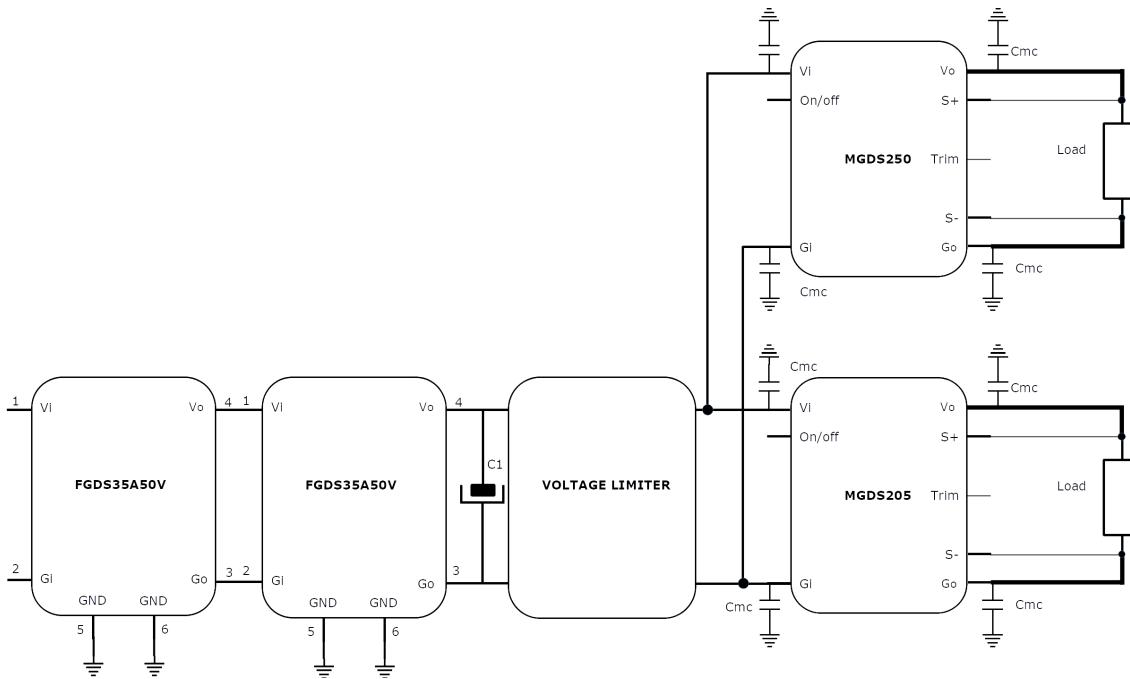 Cmc
Vi
Vo
On/off
S+
MGDS250
Trim
Load
S-
Gi
Go
Cmc
Cmc
Cmc
Cmc
1
Vi
Vo
4
1
Vi
Vo
4
Vi
Vo
On/off
S+
C1
FGDS35A50V
FGDS35A50V
VOLTAGE LIMITER
MGDS205
Trim
Load
S-
2
Gi
Go
3
2
Gi
Go
3
Gi
Go
GND
GND
GND
GND
Cmc
Cmc
5
6
5
6